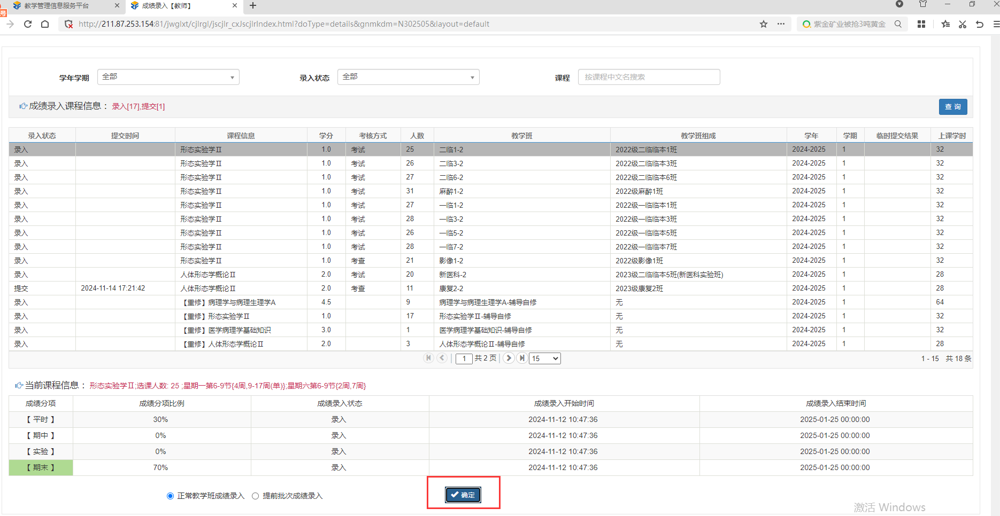 教学管理信息服务平台 成绩录入【教师】
号
http://211.87.253.154:81/jwglxt/cjlrgl/jscjlr_cxJscjlrIndex.html?doType=details&gnmkdm=N302505&layout=default 紫金矿业被抢3吨黄金
学年学期 全部 录入状态 全部 课程 按课程中文名搜索
成绩录入课程信息： 录入[17],提交[1] 查 询
录入状态 提交时间 课程信息 学分 考核方式 人数 教学班 教学班组成 学年 学期 临时提交结果 上课学时
录入 形态实验学Ⅱ 1.0 考试 25 二临1-2 2022级二临临本1班 2024-2025 1 32
录入 形态实验学Ⅱ 1.0 考试 26 二临3-2 2022级二临临本3班 2024-2025 1 32
录入 形态实验学Ⅱ 1.0 考试 27 二临6-2 2022级二临临本6班 2024-2025 1 32
录入 形态实验学Ⅱ 1.0 考试 31 麻醉1-2 2022级麻醉1班 2024-2025 1 32
录入 形态实验学Ⅱ 1.0 考试 27 一临1-2 2022级一临临本1班 2024-2025 1 32
录入 形态实验学Ⅱ 1.0 考试 28 一临3-2 2022级一临临本3班 2024-2025 1 32
录入 形态实验学Ⅱ 1.0 考试 26 一临5-2 2022级一临临本5班 2024-2025 1 32
录入 形态实验学Ⅱ 1.0 考试 28 一临7-2 2022级一临临本7班 2024-2025 1 32
录入 形态实验学Ⅱ 1.0 考查 21 影像1-2 2022级影像1班 2024-2025 1 32
录入 人体形态学概论Ⅱ 2.0 考试 20 新医科-2 2023级二临临本5班(新医科实验班) 2024-2025 1 28
提交 2024-11-14 17:21:42 人体形态学概论Ⅱ 2.0 考查 11 康复2-2 2023级康复2班 2024-2025 1 28
录入 【重修】病理学与病理生理学A 4.5 9 病理学与病理生理学A-辅导自修 无 2024-2025 1 64
录入 【重修】形态实验学Ⅱ 1.0 17 形态实验学Ⅱ-辅导自修 无 2024-2025 1 32
录入 【重修】医学病理学基础知识 3.0 1 医学病理学基础知识-辅导自修 无 2024-2025 1 32
录入 【重修】人体形态学概论Ⅱ 2.0 3 人体形态学概论Ⅱ-辅导自修 无 2024-2025 1 28
1 共 2 页 15 1 - 15 共 18 条
当前课程信息： 形态实验学Ⅱ;选课人数: 25 ;星期一第6-9节{4周,9-17周(单)};星期六第6-9节{2周,7周}
成绩分项 成绩分项比例 成绩录入状态 成绩录入开始时间 成绩录入结束时间
【 平时 】 30% 录入 2024-11-12 10:47:36 2025-01-25 00:00:00
【 期中 】 0% 录入 2024-11-12 10:47:36 2025-01-25 00:00:00
【 实验 】 0% 录入 2024-11-12 10:47:36 2025-01-25 00:00:00
【 期末 】 70% 录入 2024-11-12 10:47:36 2025-01-25 00:00:00
正常教学班成绩录入 提前批次成绩录入 确定
激活 Windows